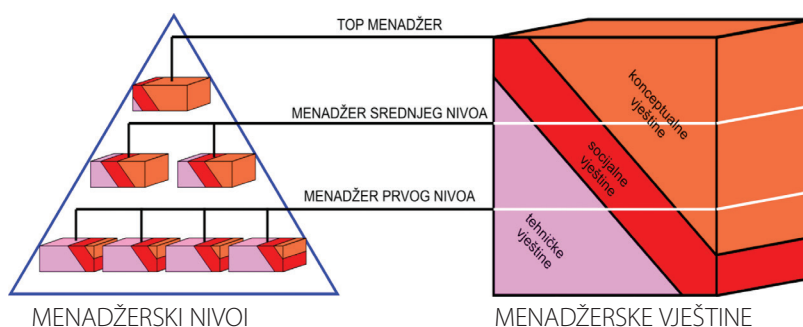 TOP MENADŽER
MENADŽER SREDNJEG NIVOA
MENADŽER PRVOG NIVOA
konceptualne
vještine
socijalne
vještine
tehničke
vještine
MENADŽERSKI NIVOI
MENADŽERSKE VJEŠTINE